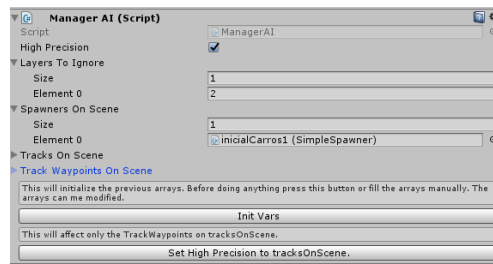 Manager AI (Script)
Script ManagerAI
High Precision
Layers To Ignore
Size 1
Element 0 2
Spawners On Scene
Size 1
Element 0 inicialCarros1 (SimpleSpawner)
Tracks On Scene
Track Waypoints On Scene
This will initialize the previous arrays. Before doing anything press this button or fill the arrays manually. The
arrays can me modified.
Init Vars
This will affect only the TrackWaypoints on tracksOnScene.
Set High Precision to tracksOnScene.